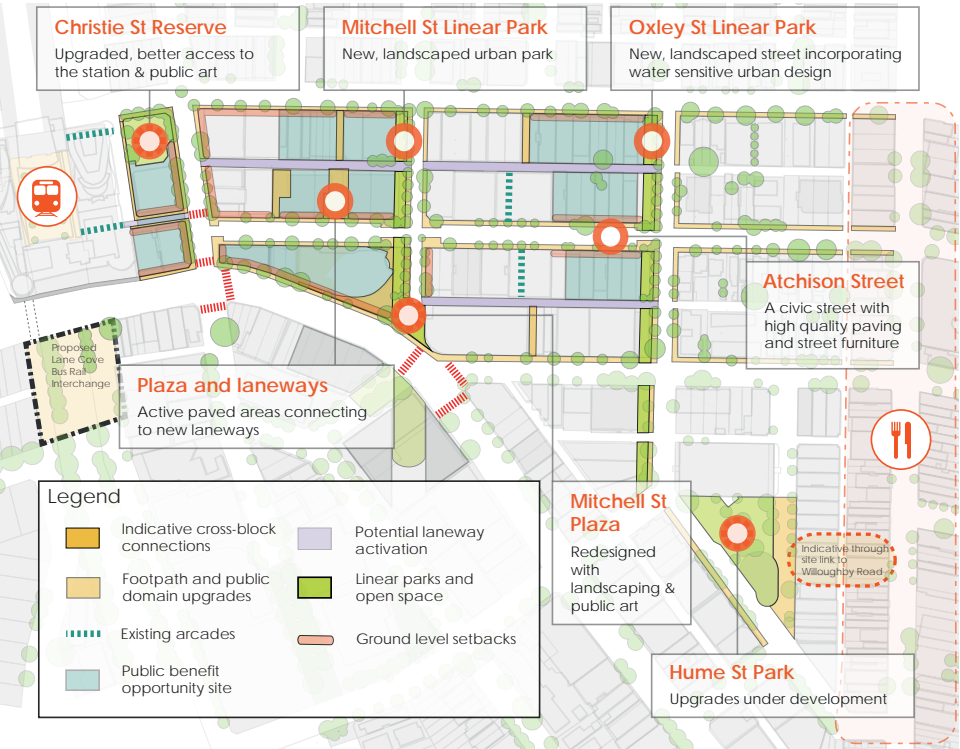 Christie St Reserve
Upgraded, better access to
the station & public art
Mitchell St Linear Park
New, landscaped urban park
Oxley St Linear Park
New, landscaped street incorporating
water sensitive urban design
Atchison Street
A civic street with
high quality paving
and street furniture
Proposed
Lane Cove
Bus Rail
Interchange
Plaza and laneways
Active paved areas connecting
to new laneways
Mitchell St
Plaza
Redesigned
with
landscaping &
public art
Indicative through
site link to
Willoughby Road
Hume St Park
Upgrades under development
Legend
Indicative cross-block
connections
Footpath and public
domain upgrades
Existing arcades
Public benefit
opportunity site
Potential laneway
activation
Linear parks and
open space
Ground level setbacks